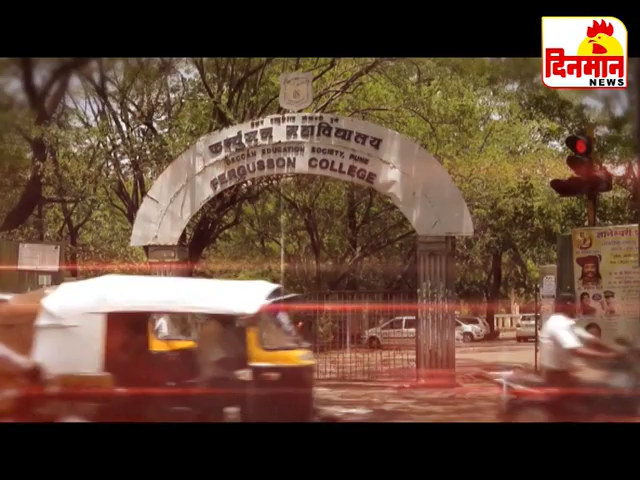 दिनमान
NEWS
फर्ग्युसन महाविद्यालय
DECCAN EDUCATION SOCIETY, PUNE
FERGUSSON COLLEGE